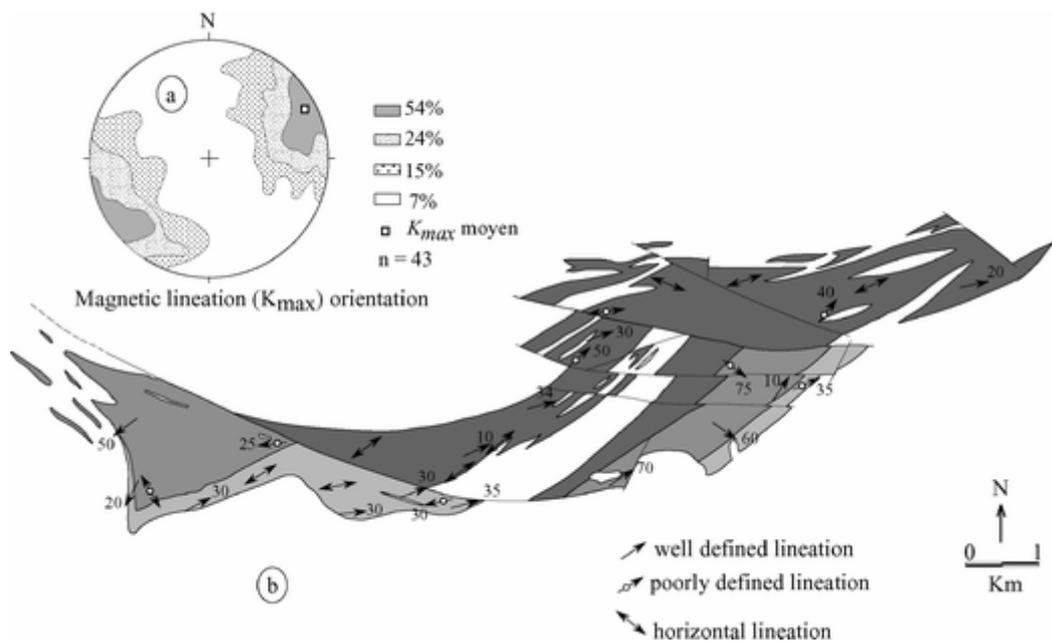 N
a
54%
24%
15%
7%
Kmax moyen
n = 43
Magnetic lineation (Kmax) orientation
20
40
30
50
34
75
10
35
60
70
50
25
10
30
35
20
30
30
30
N
0 1
Km
well defined lineation
poorly defined lineation
horizontal lineation
b